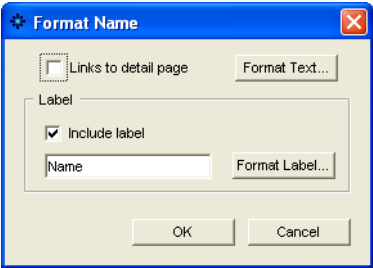 Format Name
Links to detail page Format Text...
Label
Include label
Name Format Label...
OK Cancel